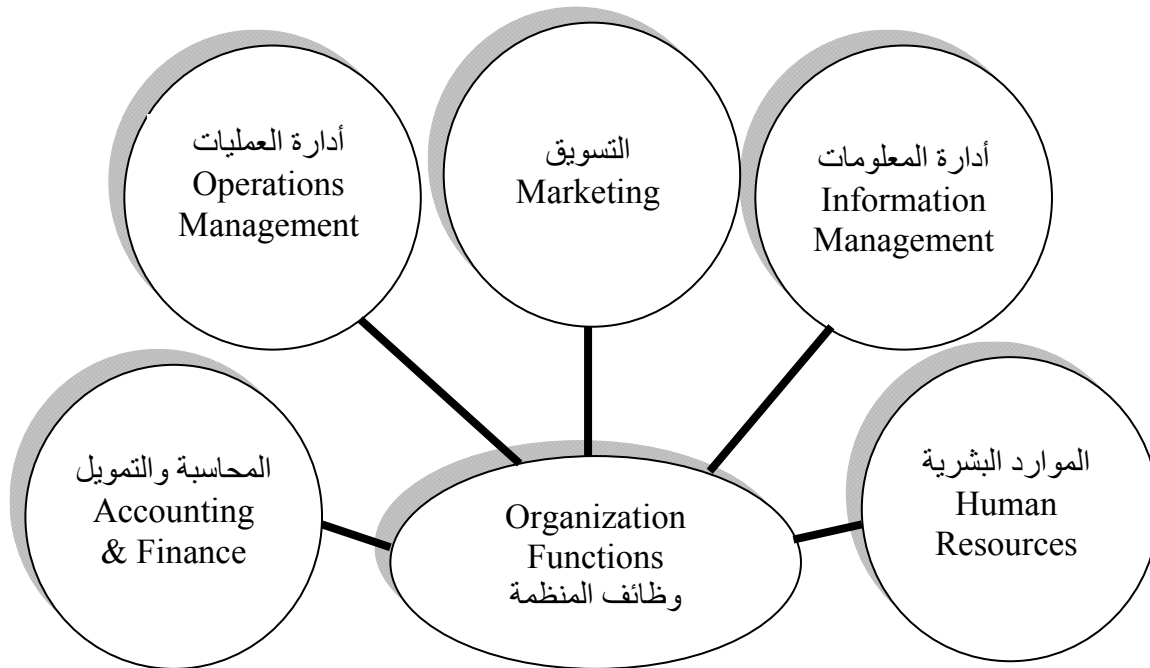 أدارة العمليات
Operations
Management
التسويق
Marketing
أدارة المعلومات
Information
Management
المحاسبة والتمويل
Accounting
& Finance
Organization
Functions
وظائف المنظمة
الموارد البشرية
Human
Resources